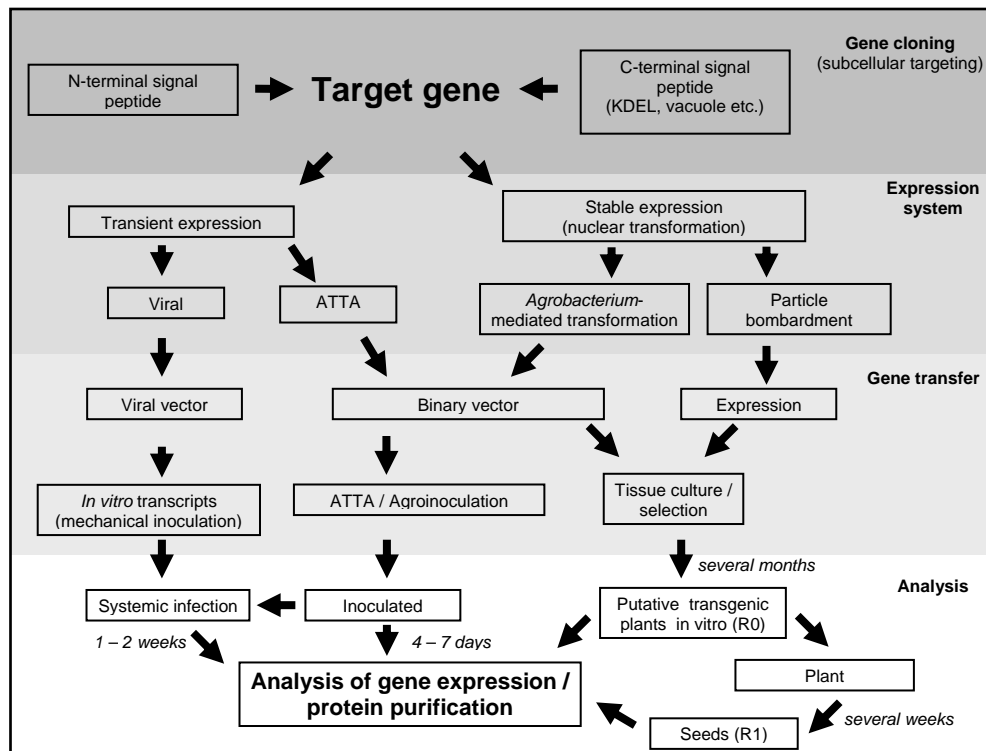 Gene cloning
(subcellular targeting)
N-terminal signal
peptide
Target gene
C-terminal signal
peptide
(KDEL, vacuole etc.)
Expression
system
Transient expression
Stable expression
(nuclear transformation)
Viral
ATTA
Agrobacterium-
mediated transformation
Particle
bombardment
Gene transfer
Viral vector
Binary vector
Expression
In vitro transcripts
(mechanical inoculation)
ATTA / Agroinoculation
Tissue culture /
selection
several months
Analysis
Systemic infection
Inoculated
Putative transgenic
plants in vitro (R0)
1 – 2 weeks
4 – 7 days
Analysis of gene expression /
protein purification
Plant
several weeks
Seeds (R1)